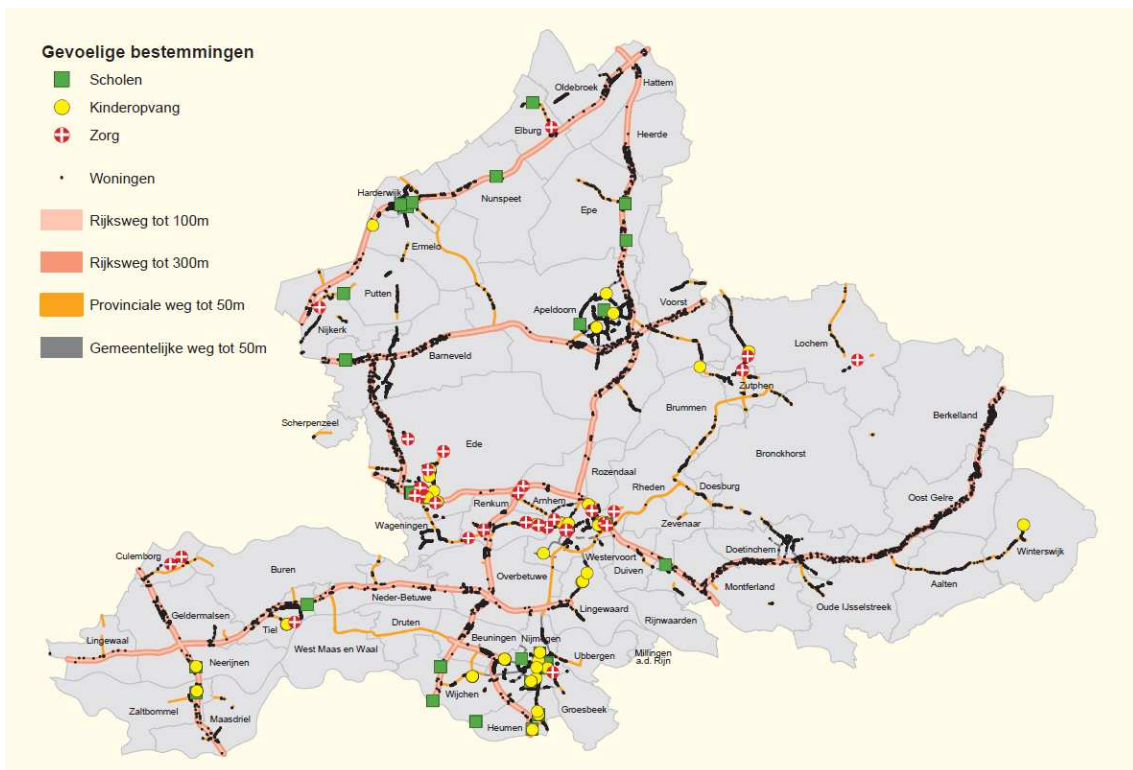 Gevoelige bestemmingen
Scholen
Kinderopvang
Zorg
Woningen
Rijksweg tot 100m
Rijksweg tot 300m
Provinciale weg tot 50m
Gemeentelijke weg tot 50m
Hattem
Oldebroek
Elburg
Heerde
Harderwijk
Nunspeet
Epe
Ermelo
Putten
Voorst
Apeldoorn
Nijkerk
Lochem
Barneveld
Zutphen
Brummen
Berkelland
Scherpenzeel
Ede
Bronckhorst
Rozendaal
Rheden
Doesburg
Oost Gelre
Renkum
Arnhem
Wageningen
Zevenaar
Culemborg
Doetinchem
Winterswijk
Westervoort
Duiven
Buren
Overbetuwe
Montferland
Aalten
Neder-Betuwe
Lingewaard
Oude IJsselstreek
Geldermalsen
Druten
Rijnwaarden
Tiel
Lingewaal
Beuningen
Nijmegen
West Maas en Waal
Ubbergen
Millingen
a.d. Rijn
Neerijnen
Wijchen
Groesbeek
Zaltbommel
Maasdriel
Heumen